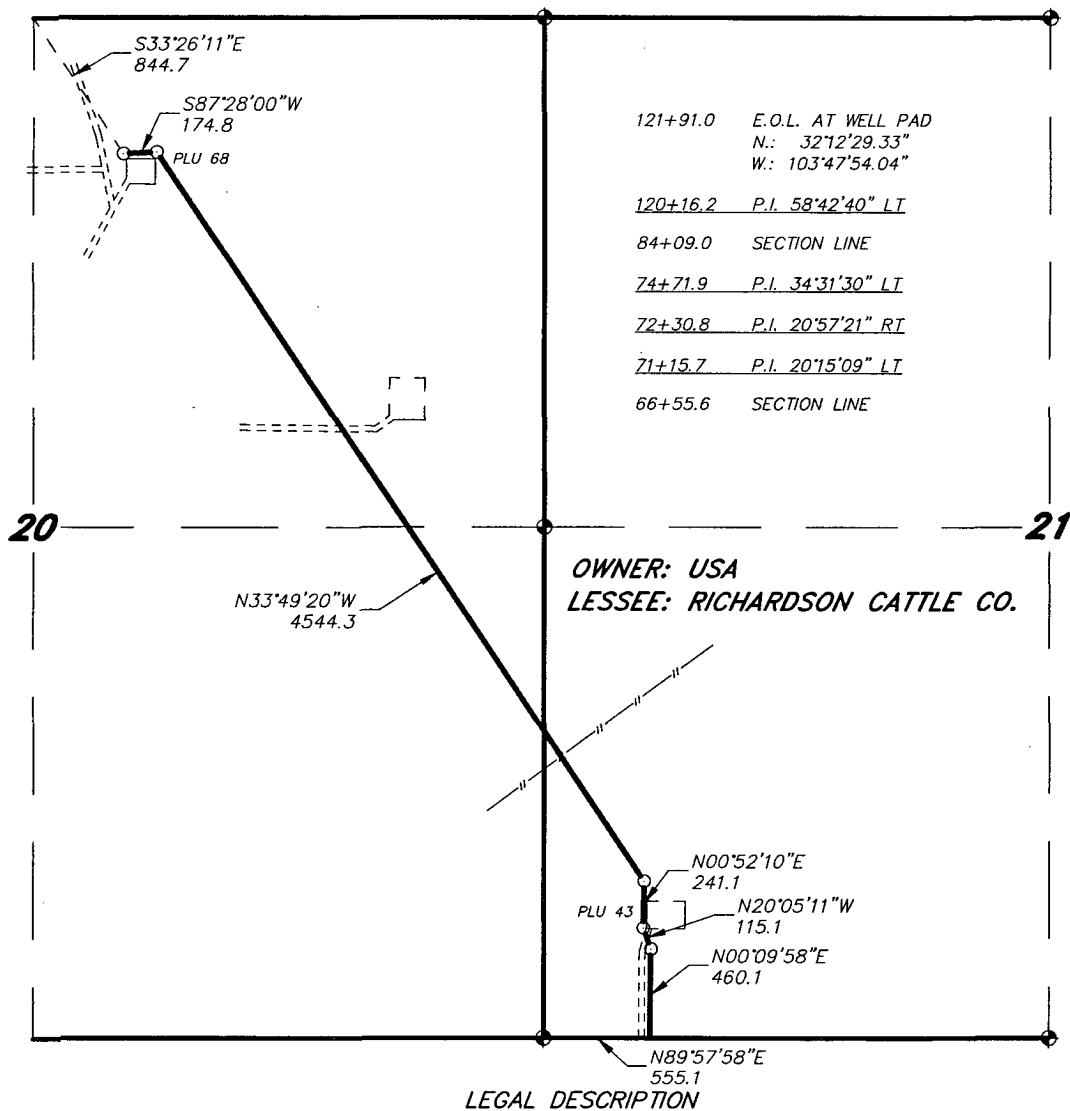 S33°26'11"E
844.7
S87°28'00"W
174.8
PLU 68
121+91.0 E.O.L. AT WELL PAD
N.: 32°12'29.33"
W.: 103°47'54.04"
120+16.2 P.I. 58°42'40" LT
84+09.0 SECTION LINE
74+71.9 P.I. 34°31'30" LT
72+30.8 P.I. 20°57'21" RT
71+15.7 P.I. 20°15'09" LT
66+55.6 SECTION LINE
20
21
OWNER: USA
LESSEE: RICHARDSON CATTLE CO.
N33°49'20"W
4544.3
N00°52'10"E
241.1
PLU 43
N20°05'11"W
115.1
N00°09'58"E
460.1
N89°57'58"E
555.1
LEGAL DESCRIPTION